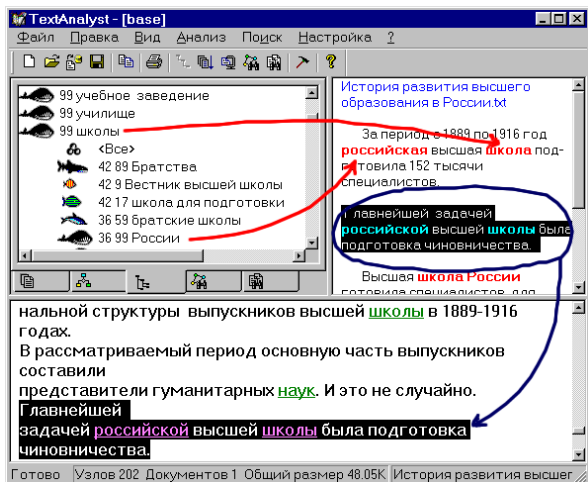 TextAnalyst - [base]
Файл Правка Вид Анализ Поиск Настройка ?
99 учебное заведение
99 училище
99 школы
<Все>
42 89 Братства
42 9 Вестник высшей школы
42 17 школа для подготовки
36 59 братские школы
36 99 России
История развития высшего
образования в России.txt
За период с 1889 по 1916 год
российская высшая школа под-
готовила 152 тысячи
специалистов.
Главнейшей задачей
российской высшей школы была
подготовка чиновничества.
Высшая школа России
готовила специалистов для
нальной структуры выпускников высшей школы в 1889-1916
годах.
В рассматриваемый период основную часть выпускников
составили
представители гуманитарных наук. И это не случайно.
Главнейшей
задачей российской высшей школы была подготовка
чиновничества.
Готово Узлов 202 Документов 1 Общий размер 48.05K История развития высшег